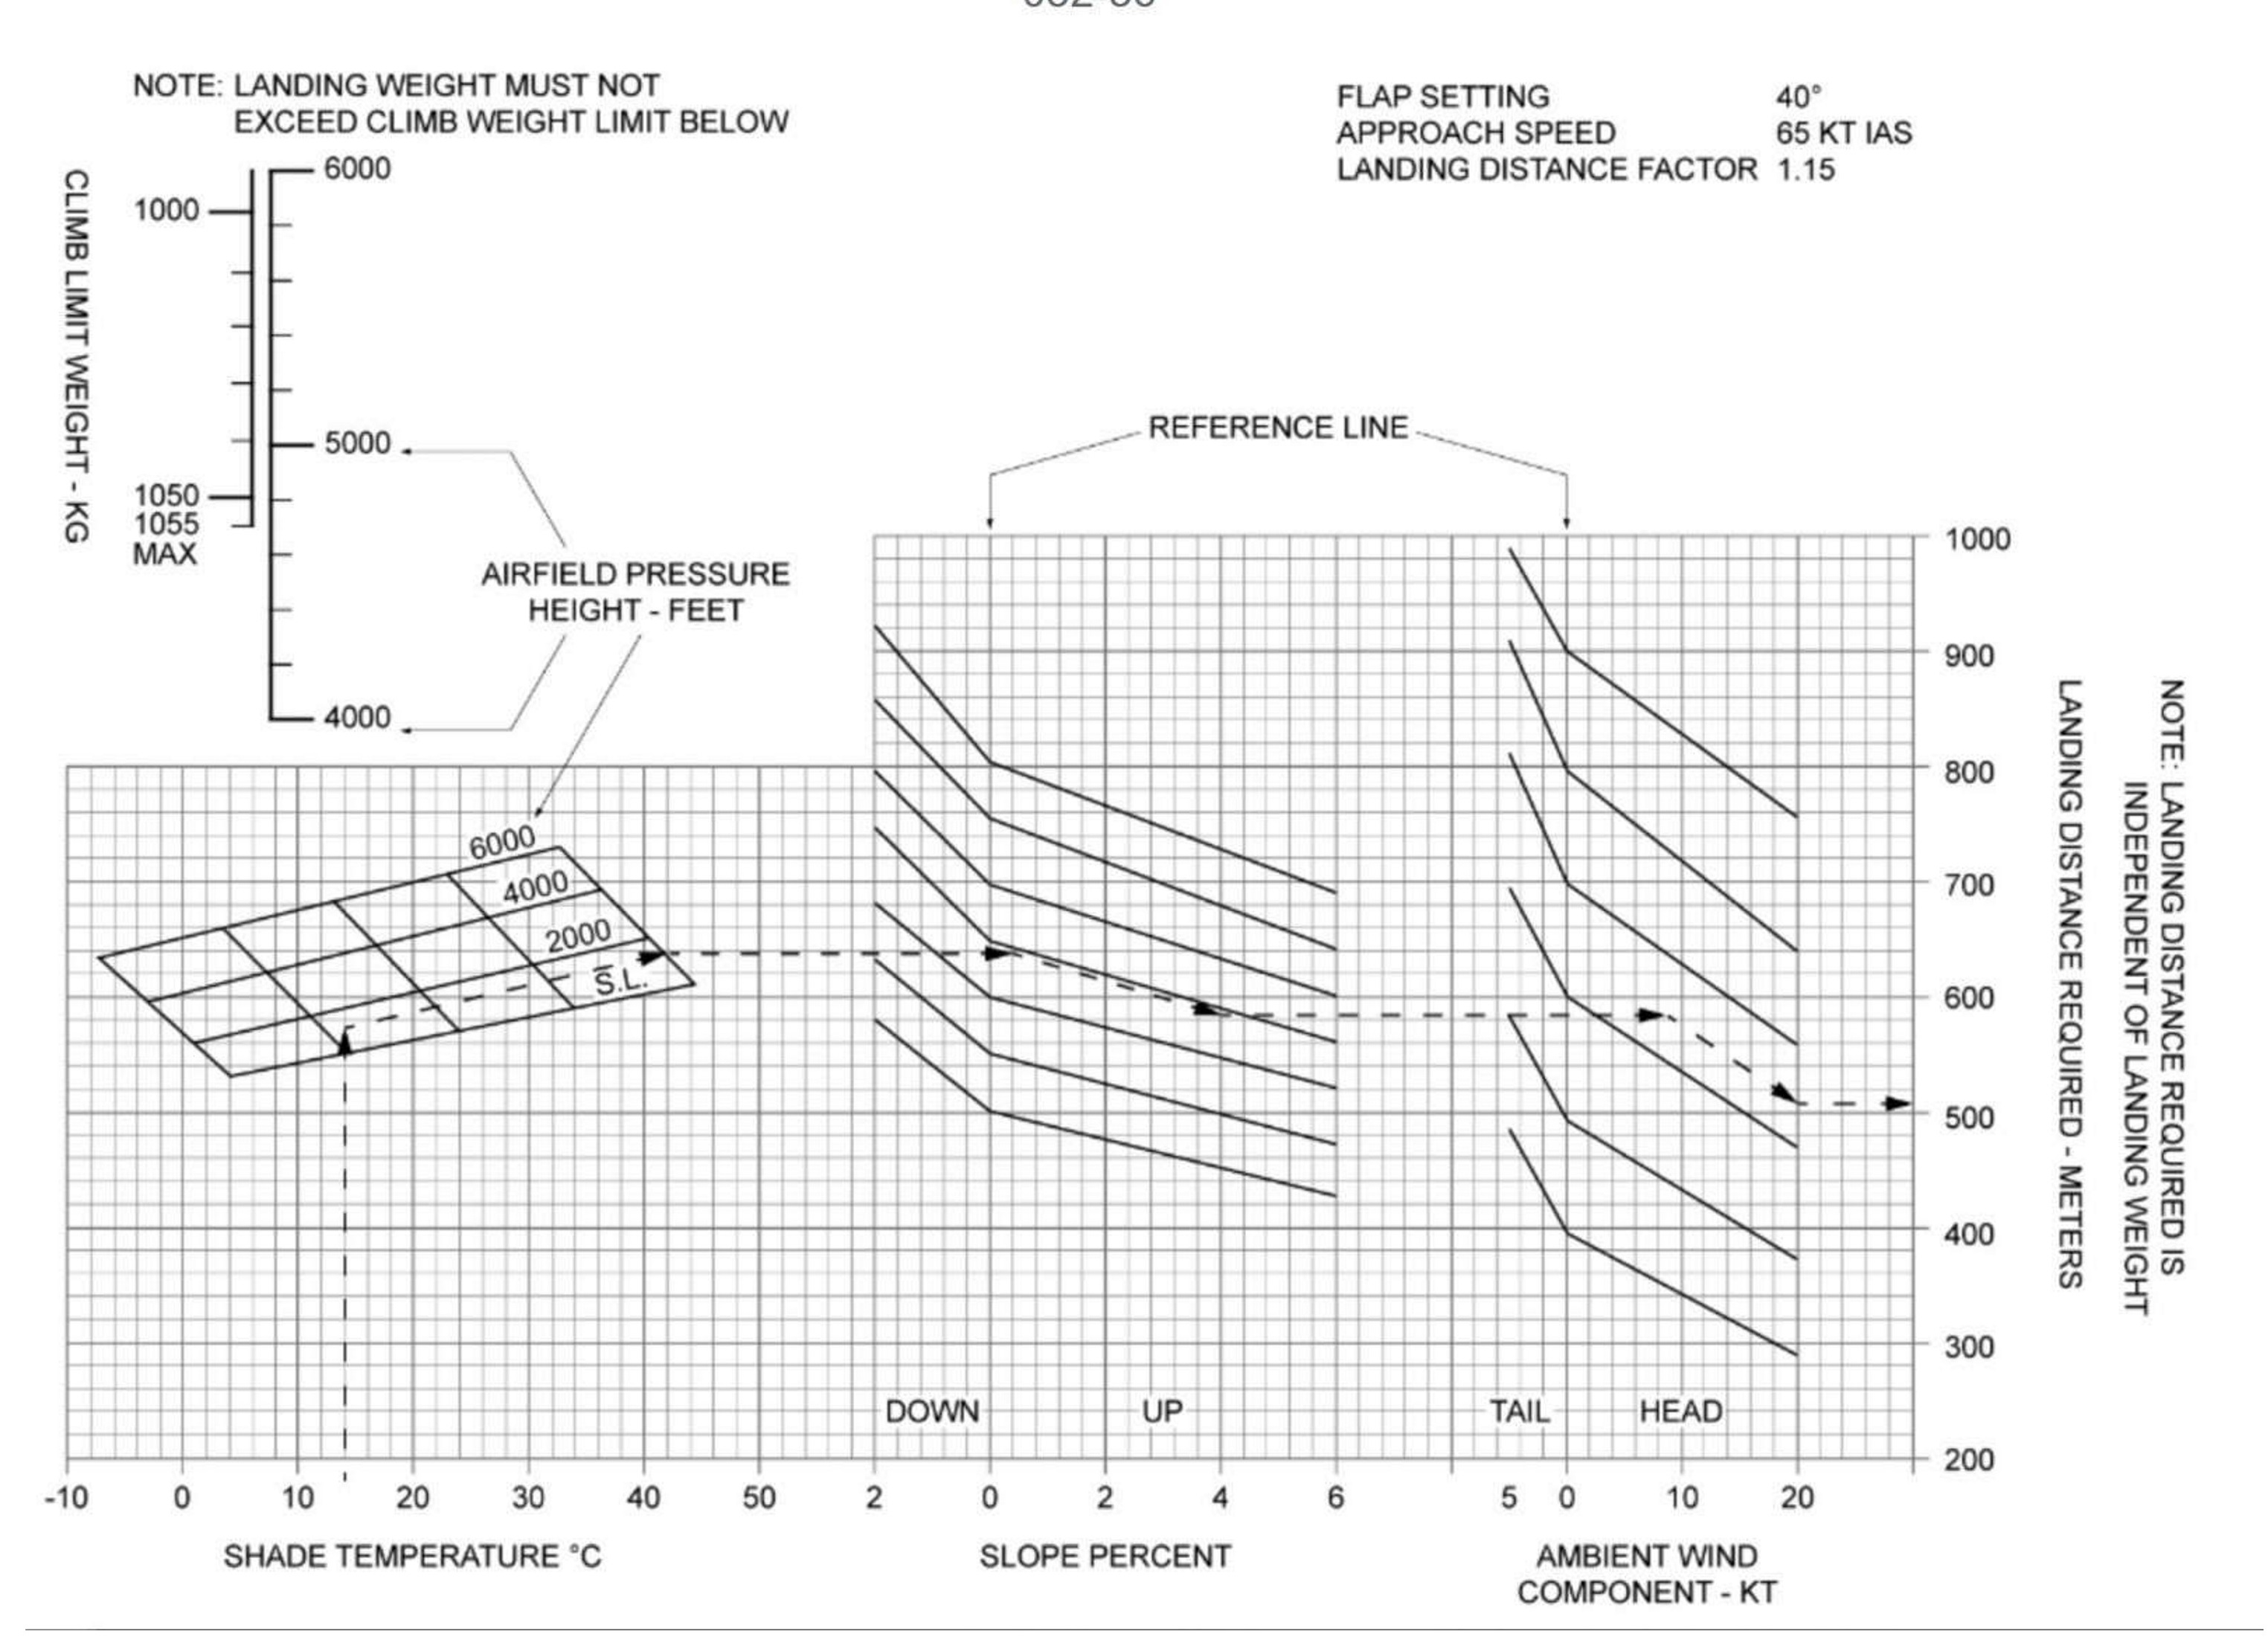 NOTE: LANDING WEIGHT MUST NOT
EXCEED CLIMB WEIGHT LIMIT BELOW
FLAP SETTING 40°
APPROACH SPEED 65 KT IAS
LANDING DISTANCE FACTOR 1.15
CLIMB LIMIT WEIGHT - KG
1000
1050
1055
MAX
6000
5000
4000
AIRFIELD PRESSURE
HEIGHT - FEET
REFERENCE LINE
6000
4000
2000
S.L.
DOWN UP TAIL HEAD
1000
900
800
700
600
500
400
300
200
LANDING DISTANCE REQUIRED - METERS
NOTE: LANDING DISTANCE REQUIRED IS
INDEPENDENT OF LANDING WEIGHT
-10 0 10 20 30 40 50 2 0 2 4 6 5 0 10 20
SHADE TEMPERATURE °C
SLOPE PERCENT
AMBIENT WIND
COMPONENT - KT